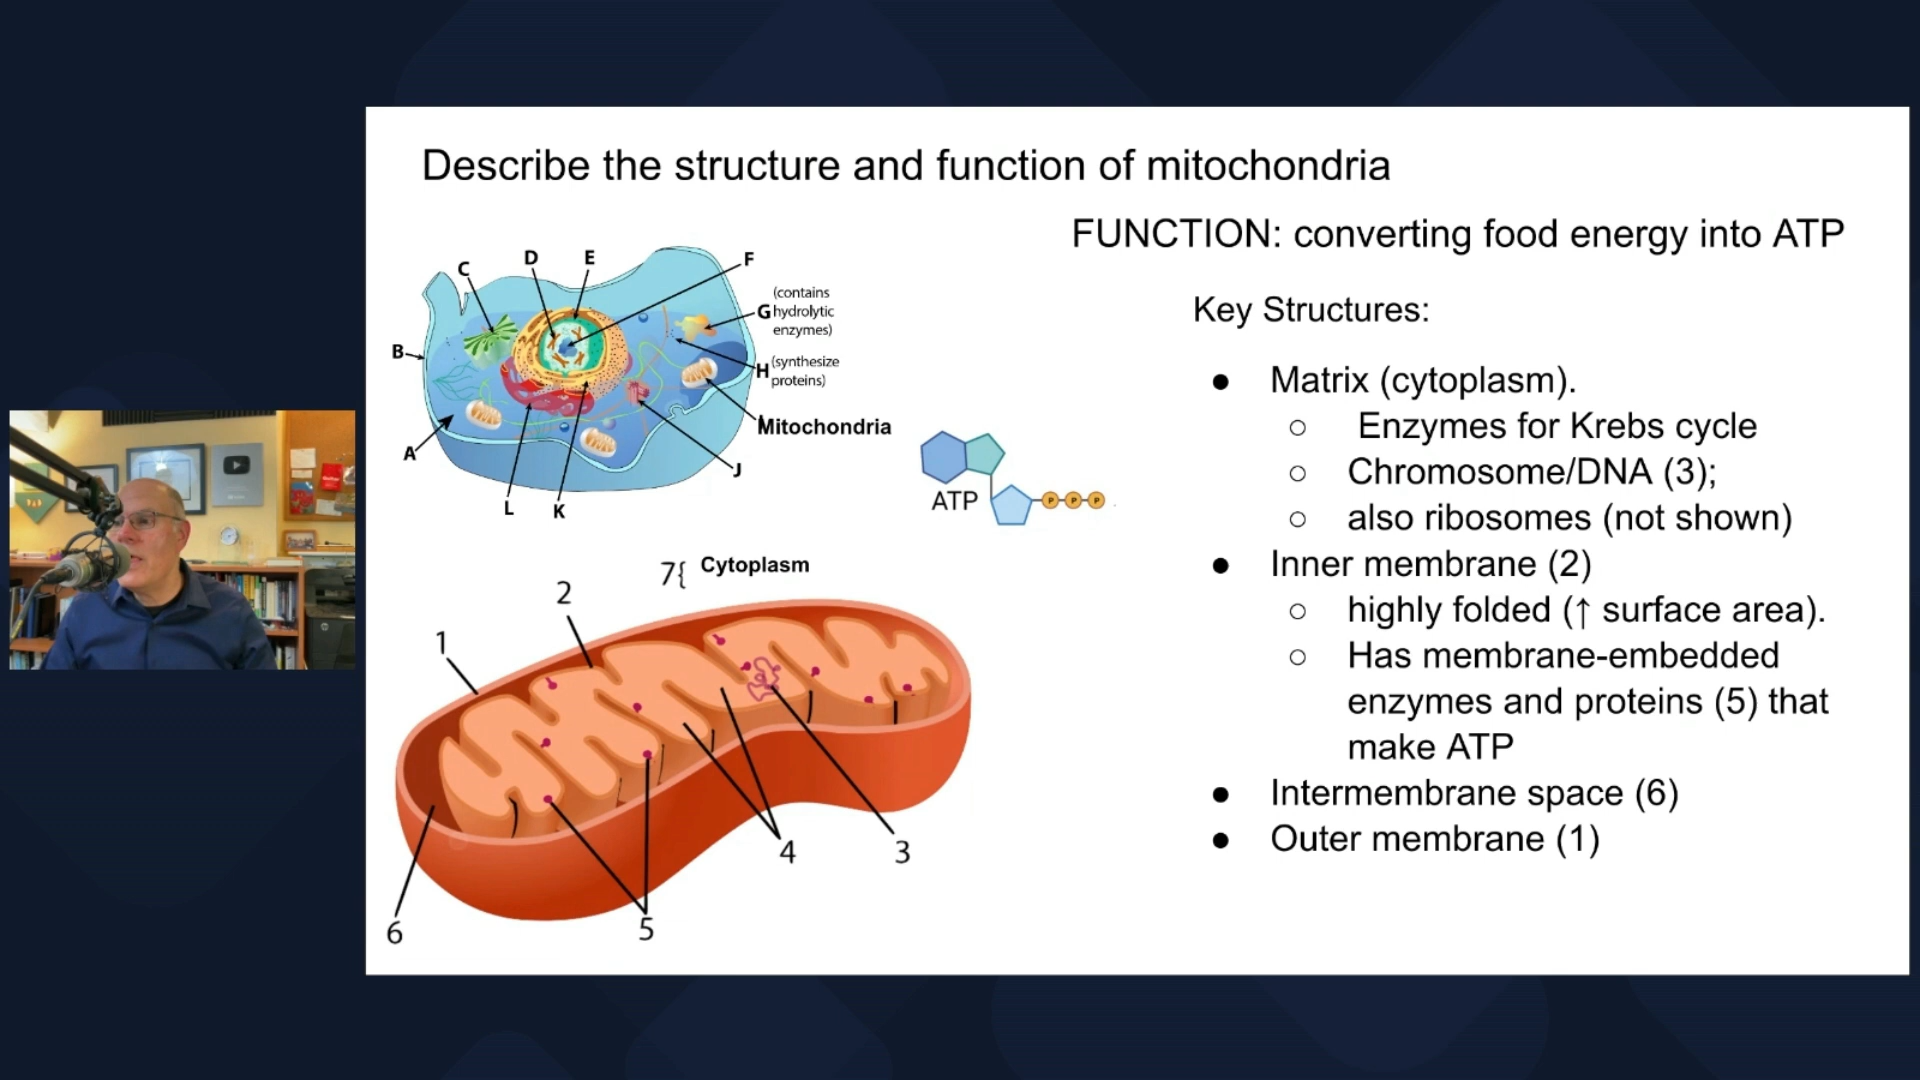 Describe the structure and function of mitochondria
FUNCTION: converting food energy into ATP
C
D
E
F
(contains
G hydrolytic
enzymes)
B
H (synthesize
proteins)
Mitochondria
A
J
L
K
ATP
P P P
Key Structures:
● Matrix (cytoplasm).
○ Enzymes for Krebs cycle
○ Chromosome/DNA (3);
○ also ribosomes (not shown)
● Inner membrane (2)
○ highly folded (↑ surface area).
○ Has membrane-embedded
enzymes and proteins (5) that
make ATP
● Intermembrane space (6)
● Outer membrane (1)
7{ Cytoplasm
2
1
4
3
5
6